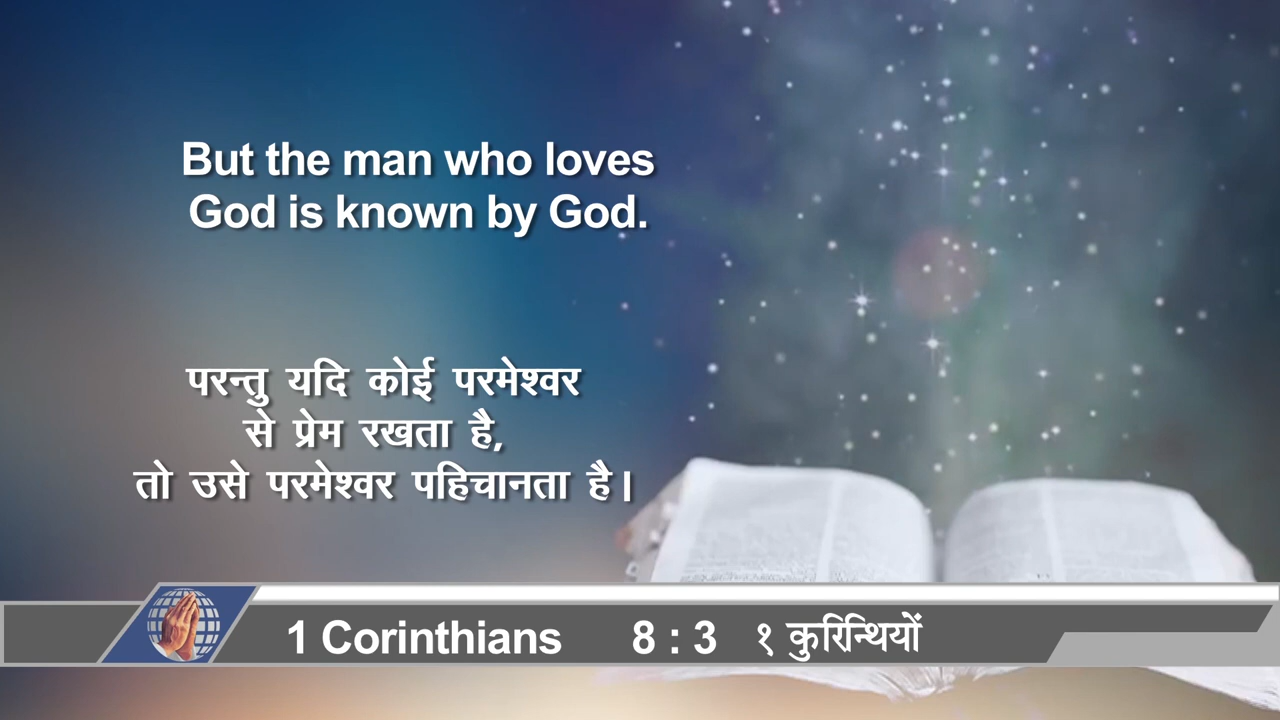 But the man who loves
God is known by God.
परन्तु यदि कोई परमेश्वर
से प्रेम रखता है,
तो उसे परमेश्वर पहिचानता है।
1 Corinthians 8 : 3 १ कुरिन्थियों